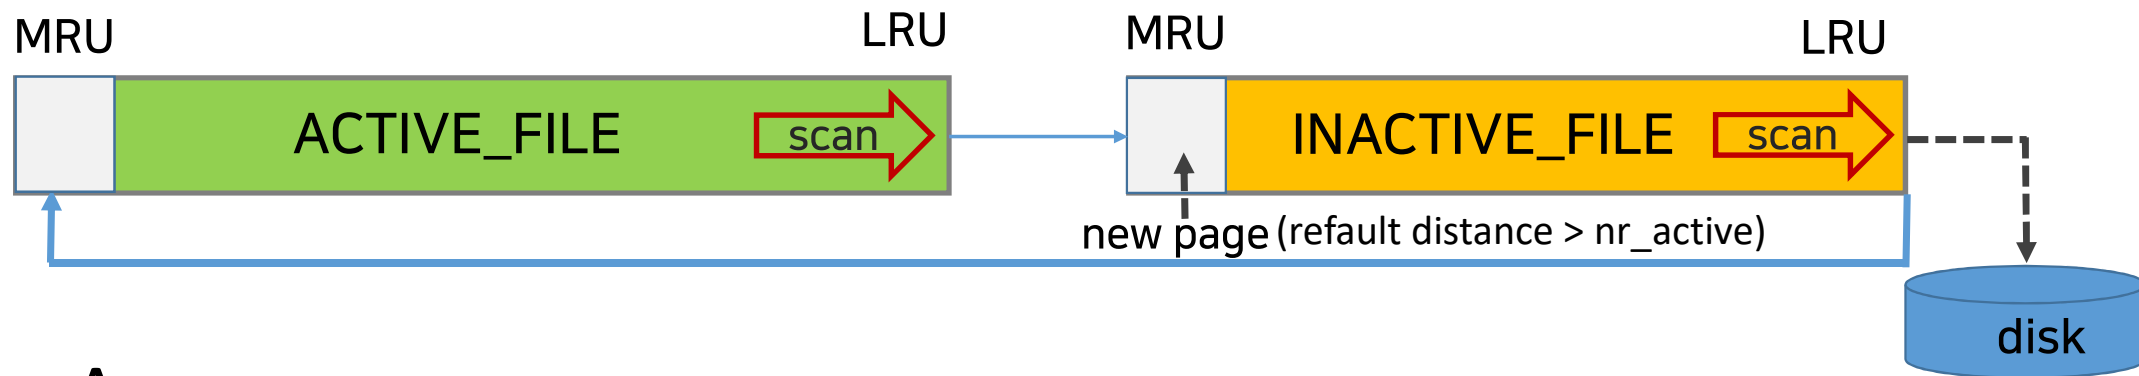 MRU LRU MRU LRU
ACTIVE_FILE scan INACTIVE_FILE scan
new page (refault distance > nr_active)
disk